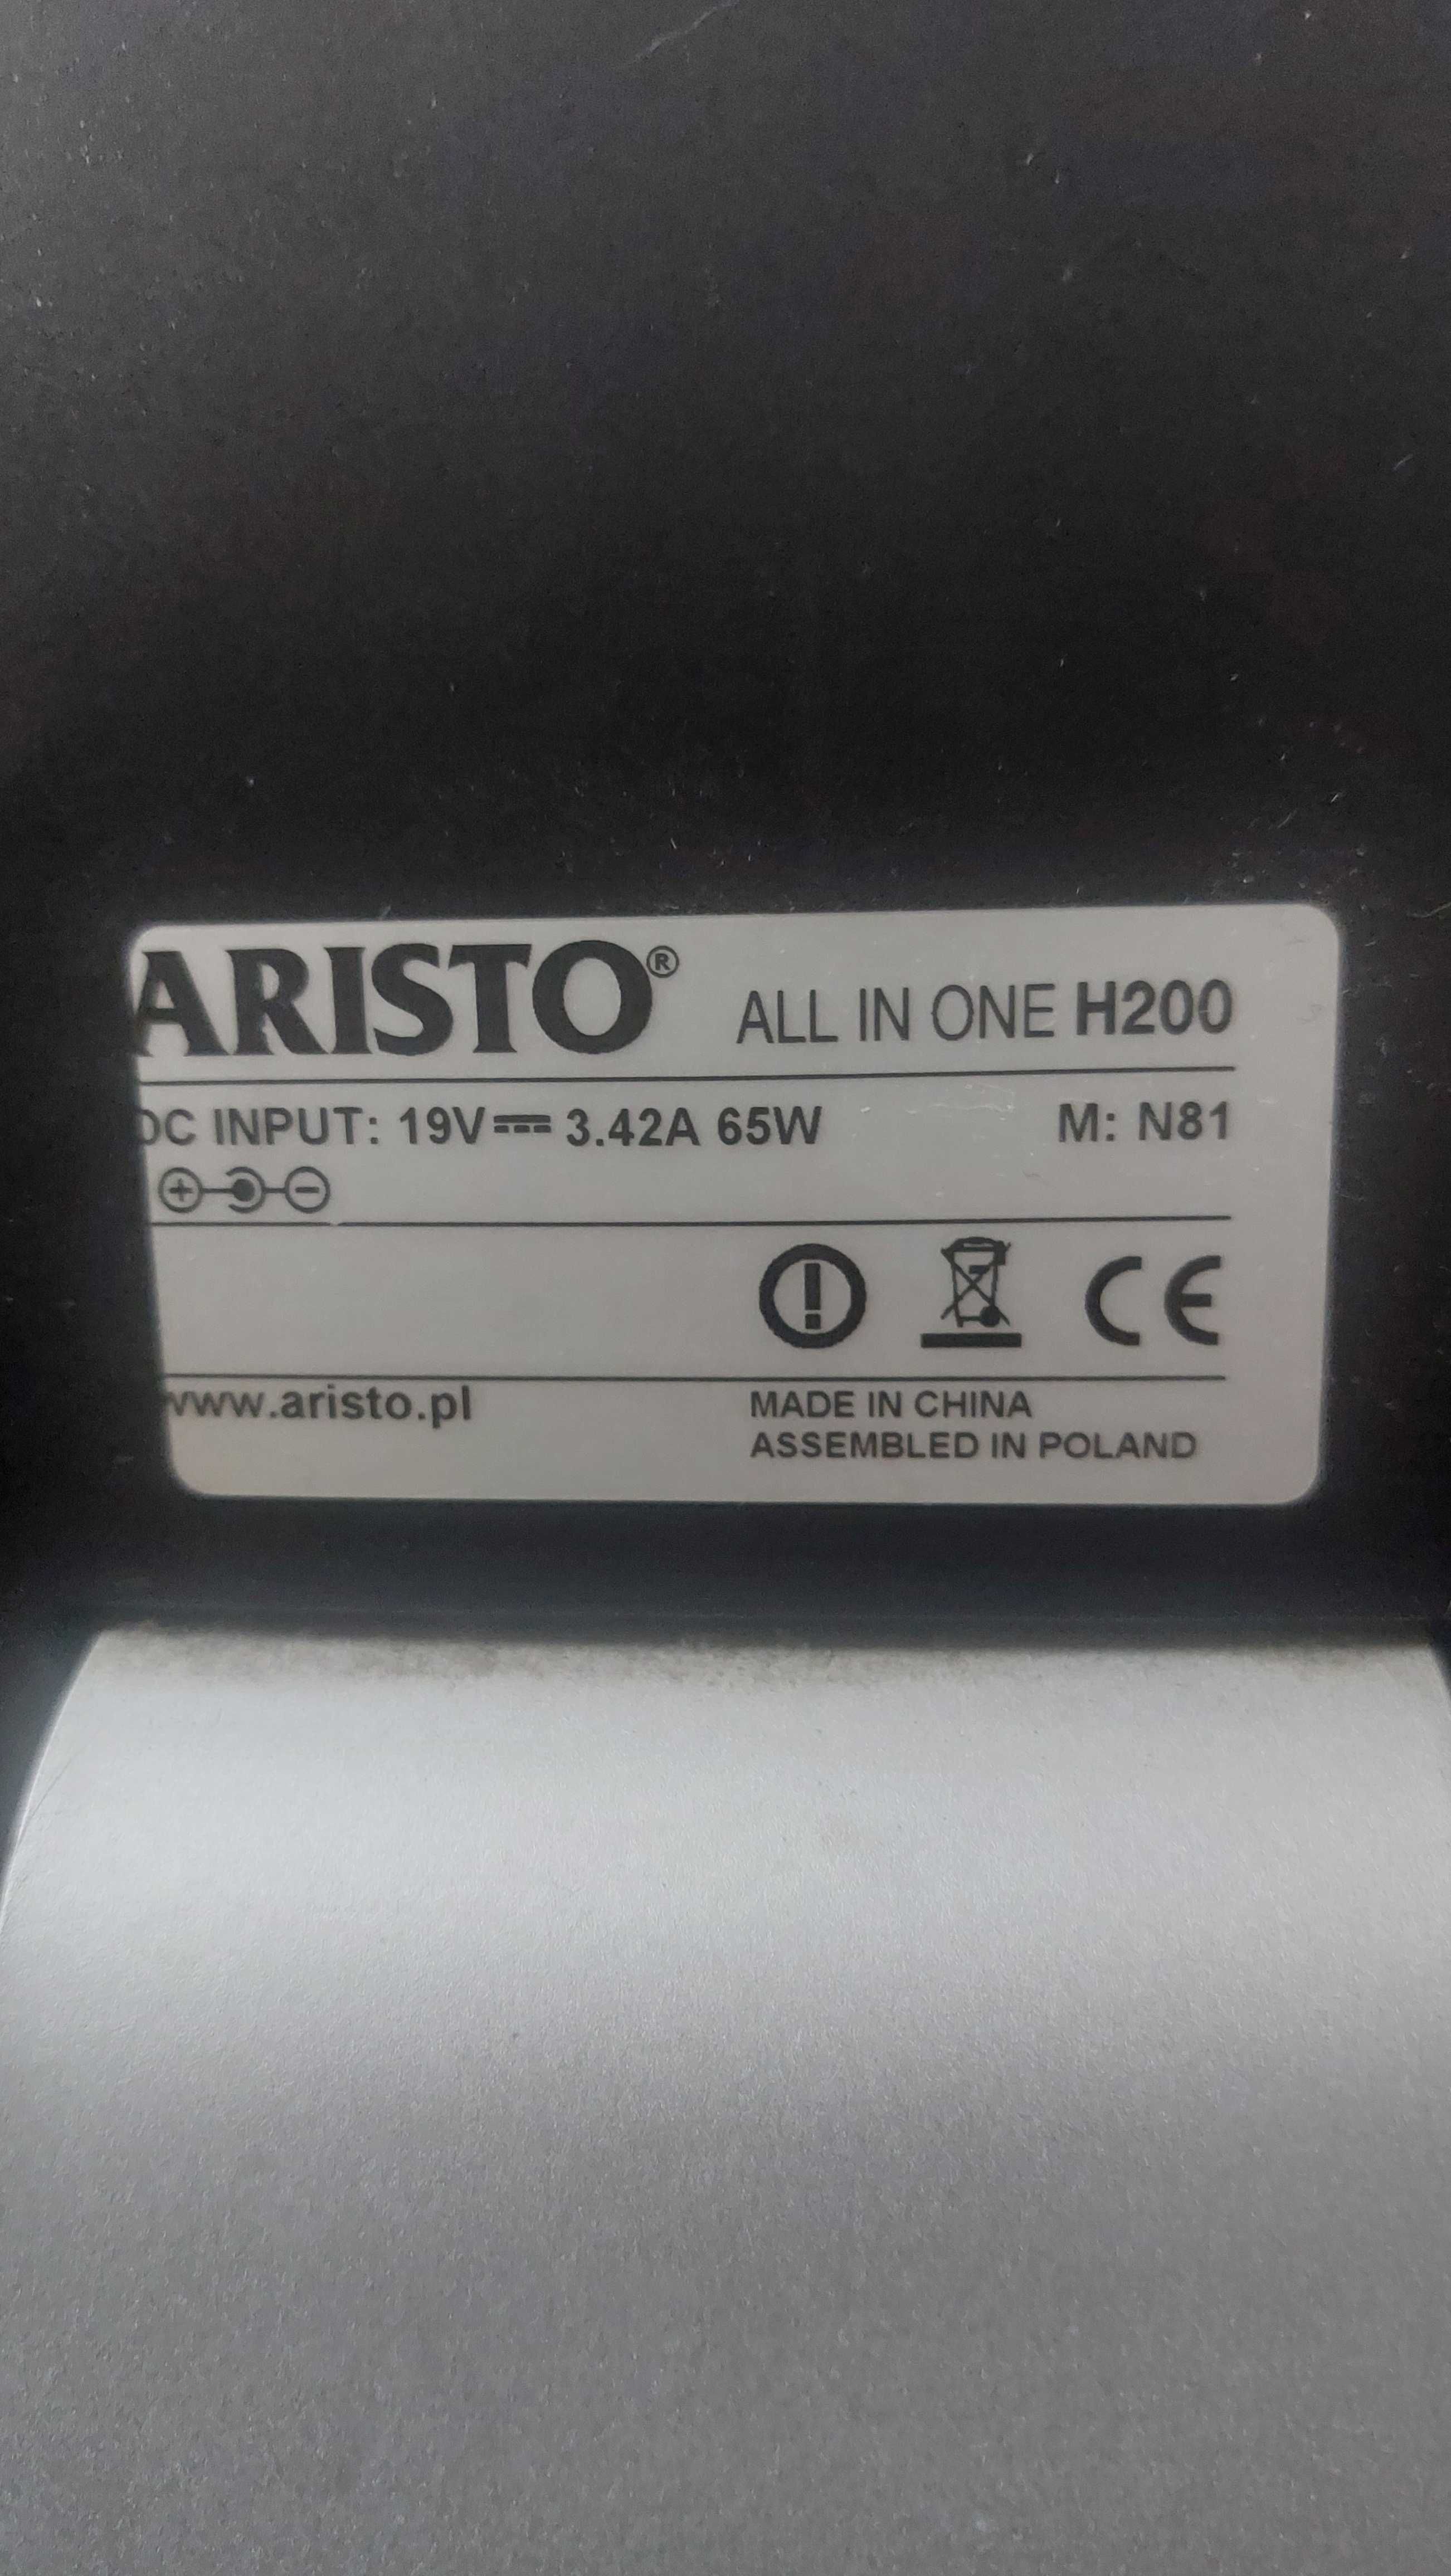 ARISTO® ALL IN ONE H200
DC INPUT: 19V⎓3.42A 65W M: N81
CE
www.aristo.pl
MADE IN CHINA
ASSEMBLED IN POLAND